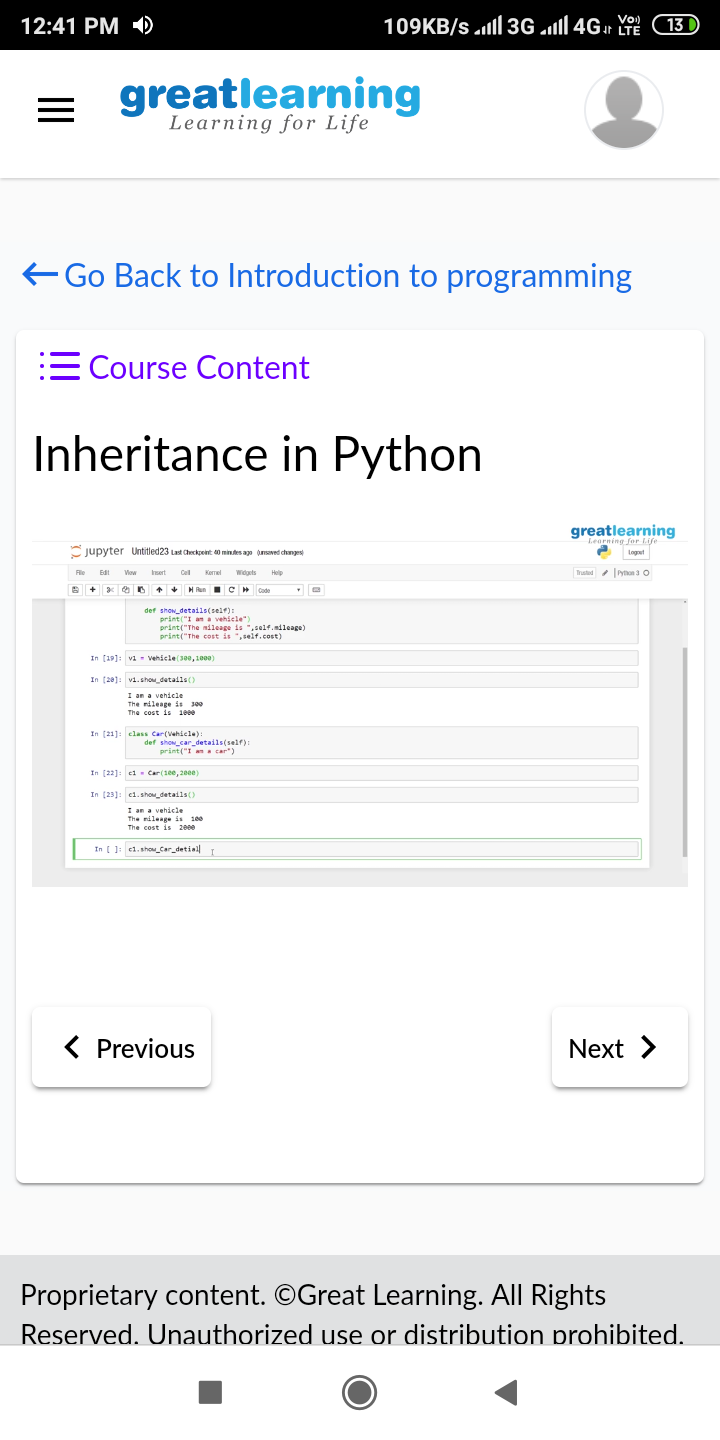 12:41 PM 109KB/s 3G 4G Vo) LTE 13
greatlearning
Learning for Life
Go Back to Introduction to programming
Course Content
Inheritance in Python
greatlearning
Learning for Life
jupyter Untitled23 Last Checkpoint: 40 minutes ago (unsaved changes) Logout
File Edit View Insert Cell Kernel Widgets Help Trusted Python 3
Run Code
def show_details(self):
print("I am a vehicle")
print("The mileage is ",self.mileage)
print("The cost is ",self.cost)
In [19]: v1 = Vehicle(300,1000)
In [20]: v1.show_details()
I am a vehicle
The mileage is 300
The cost is 1000
In [21]: class Car(Vehicle):
def show_car_details(self):
print("I am a car")
In [22]: c1 = Car(100,2000)
In [23]: c1.show_details()
I am a vehicle
The mileage is 100
The cost is 2000
In [ ]: c1.show_Car_detial
Previous
Next
Proprietary content. ©Great Learning. All Rights
Reserved. Unauthorized use or distribution prohibited.